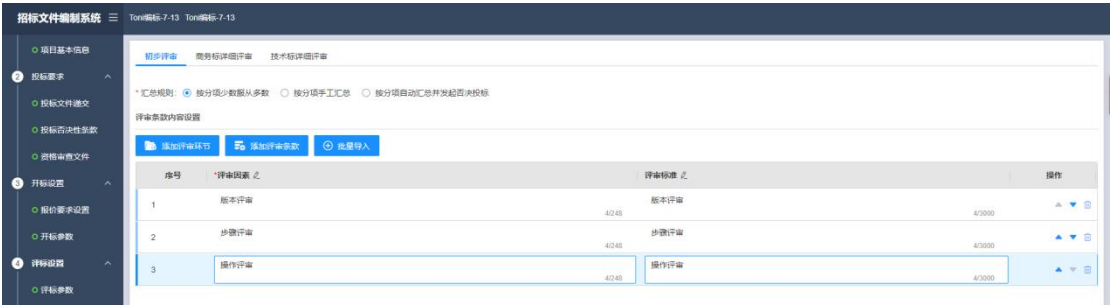 招标文件编制系统 Toni编标-7-13 Toni编标-7-13
项目基本信息
2 投标要求
投标文件递交
投标否决性条款
资格审查文件
3 开标设置
报价要求设置
开标参数
4 评标设置
评标参数
初步评审 商务标详细评审 技术标详细评审
*汇总规则: 按分项少数服从多数 按分项手工汇总 按分项自动汇总并发起否决投标
评审条款内容设置
添加评审环节 添加评审条款 批量导入
序号 *评审因素 评审标准 操作
1 版本评审 4/248 版本评审 4/3000
2 步骤评审 4/248 步骤评审 4/3000
3 操作评审 4/248 操作评审 4/3000